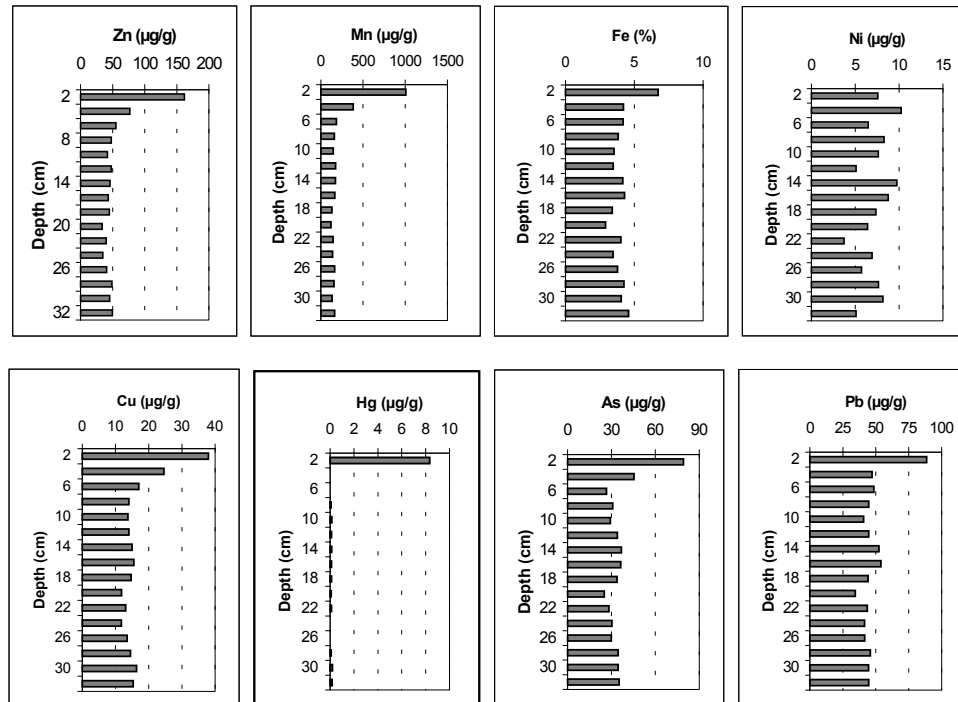 Zn (µg/g)
0 50 100 150 200
Depth (cm)
2
8
14
20
26
32
Mn (µg/g)
0 500 1000 1500
Depth (cm)
2
6
10
14
18
22
26
30
Fe (%)
0 5 10
Depth (cm)
2
6
10
14
18
22
26
30
Ni (µg/g)
0 5 10 15
Depth (cm)
2
6
10
14
18
22
26
30
Cu (µg/g)
0 10 20 30 40
Depth (cm)
2
6
10
14
18
22
26
30
Hg (µg/g)
0 2 4 6 8 10
Depth (cm)
2
6
10
14
18
22
26
30
As (µg/g)
0 30 60 90
Depth (cm)
2
6
10
14
18
22
26
30
Pb (µg/g)
0 25 50 75 100
Depth (cm)
2
6
10
14
18
22
26
30